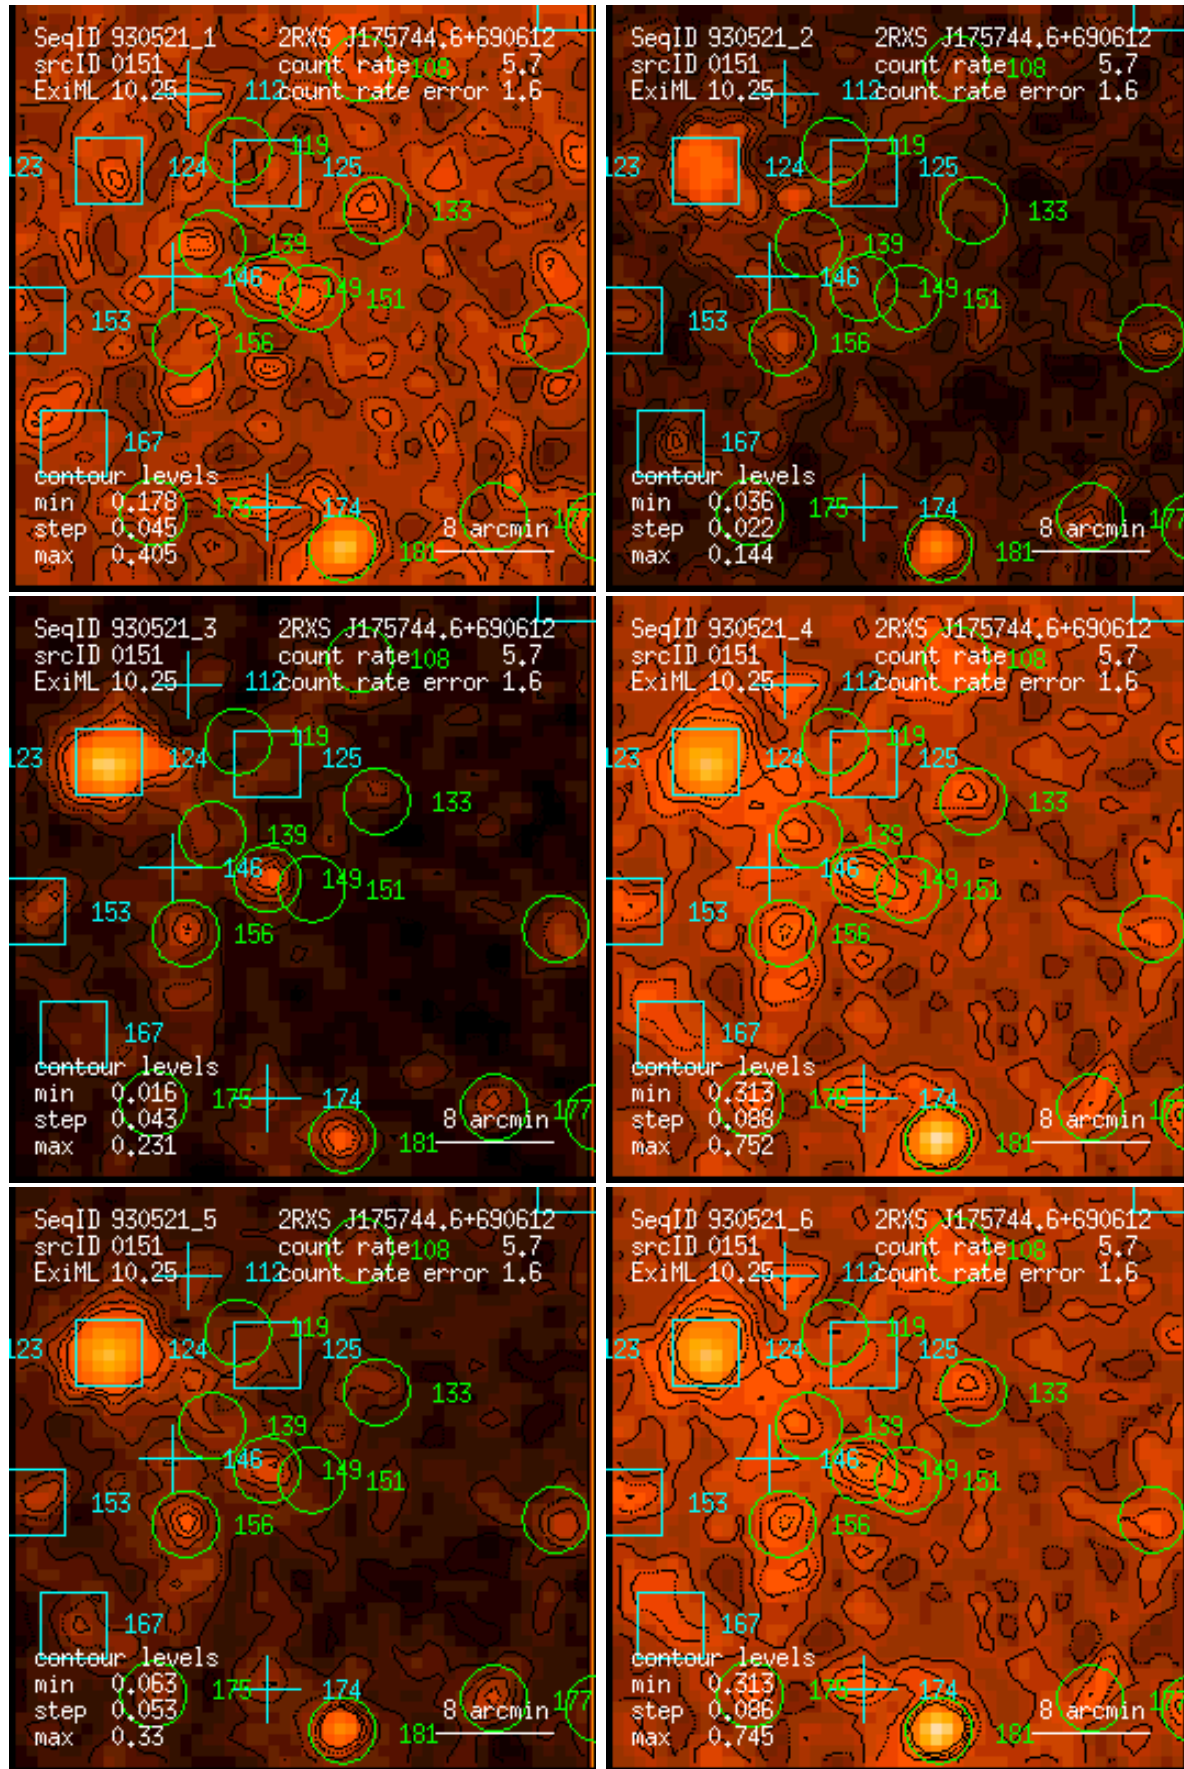 SeqID 930521_1 2RXS J175744.6+690612
srcID 0151 count rate 108 5.7
ExiML 10.25 112 count rate error 1.6
119
123 124 125
133
139
146 149 151
153 156
167
contour levels
min 0.178 175 174 177
step 0.045 8 arcmin
max 0.405 181
SeqID 930521_2 2RXS J175744.6+690612
srcID 0151 count rate 108 5.7
ExiML 10.25 112 count rate error 1.6
119
123 124 125
133
139
146 149 151
153 156
167
contour levels
min 0.036 175 174 177
step 0.022 8 arcmin
max 0.144 181
SeqID 930521_3 2RXS J175744.6+690612
srcID 0151 count rate 108 5.7
ExiML 10.25 112 count rate error 1.6
119
123 124 125
133
139
146 149 151
153 156
167
contour levels
min 0.016 175 174 177
step 0.043 8 arcmin
max 0.231 181
SeqID 930521_4 2RXS J175744.6+690612
srcID 0151 count rate 108 5.7
ExiML 10.25 112 count rate error 1.6
119
123 124 125
133
139
146 149 151
153 156
167
contour levels
min 0.313 175 174 177
step 0.088 8 arcmin
max 0.752 181
SeqID 930521_5 2RXS J175744.6+690612
srcID 0151 count rate 108 5.7
ExiML 10.25 112 count rate error 1.6
119
123 124 125
133
139
146 149 151
153 156
167
contour levels
min 0.063 175 174 177
step 0.053 8 arcmin
max 0.33 181
SeqID 930521_6 2RXS J175744.6+690612
srcID 0151 count rate 108 5.7
ExiML 10.25 112 count rate error 1.6
119
123 124 125
133
139
146 149 151
153 156
167
contour levels
min 0.313 175 174 177
step 0.086 8 arcmin
max 0.745 181